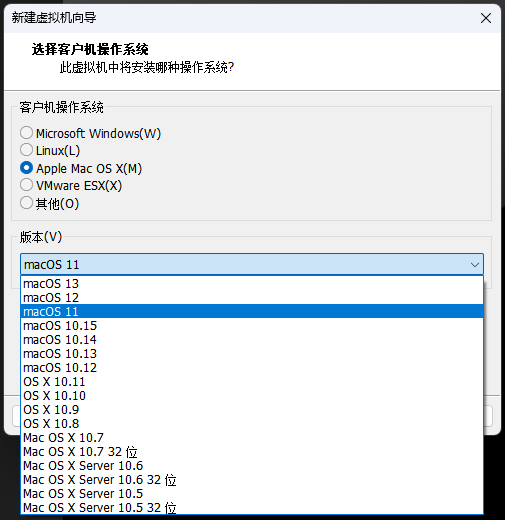 新建虚拟机向导
选择客户机操作系统
此虚拟机中将安装哪种操作系统?
客户机操作系统
Microsoft Windows(W)
Linux(L)
Apple Mac OS X(M)
VMware ESX(X)
其他(O)
版本(V)
macOS 11
macOS 13
macOS 12
macOS 11
macOS 10.15
macOS 10.14
macOS 10.13
macOS 10.12
OS X 10.11
OS X 10.10
OS X 10.9
OS X 10.8
Mac OS X 10.7
Mac OS X 10.7 32 位
Mac OS X Server 10.6
Mac OS X Server 10.6 32 位
Mac OS X Server 10.5
Mac OS X Server 10.5 32 位